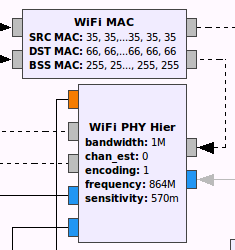 WiFi MAC
SRC MAC: 35, 35,...35, 35, 35
DST MAC: 66, 66,...66, 66, 66
BSS MAC: 255, 25..., 255, 255
WiFi PHY Hier
bandwidth: 1M
chan_est: 0
encoding: 1
frequency: 864M
sensitivity: 570m